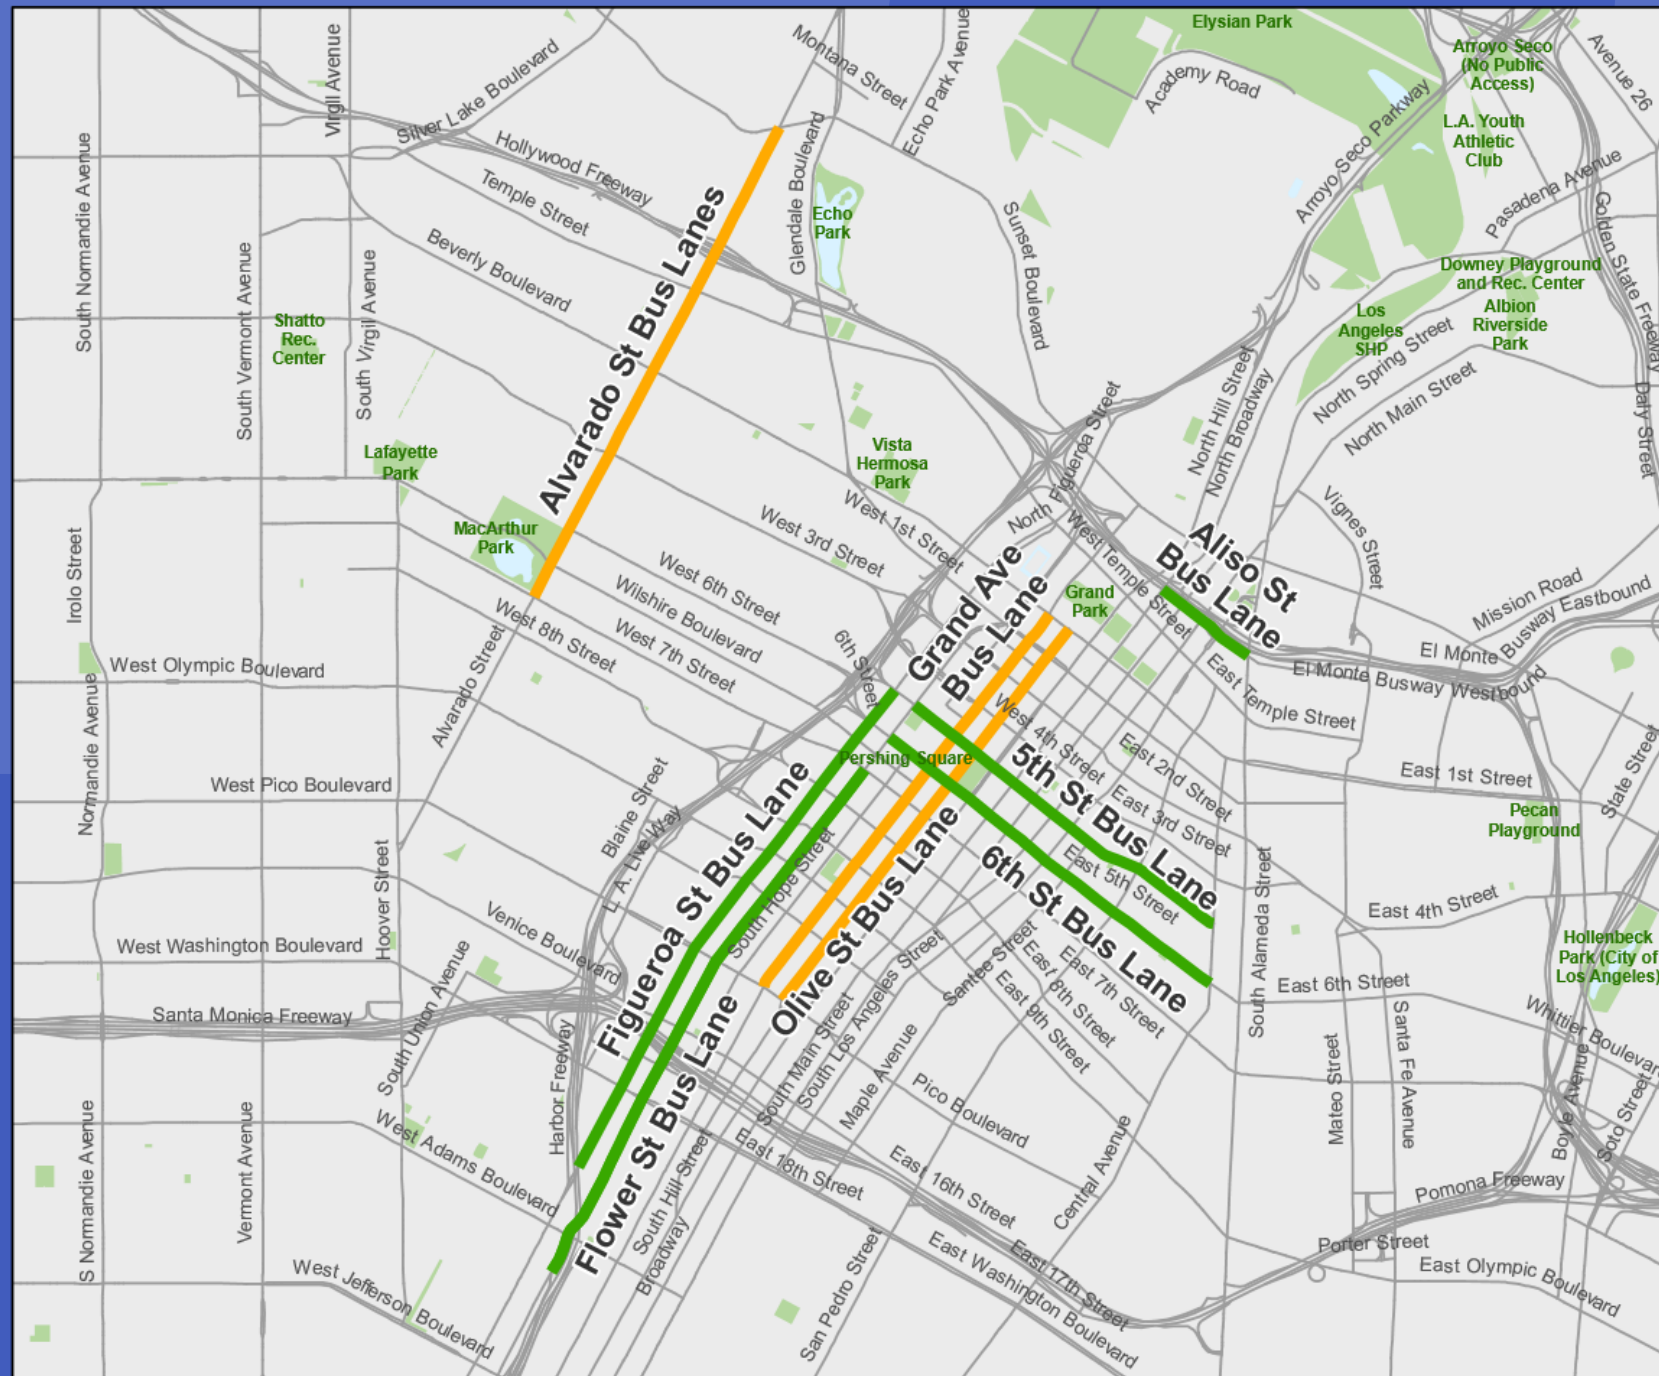 Elysian Park
Montana Street
Echo Park Avenue
Academy Road
Arroyo Seco
(No Public
Access)
Avenue 26
Virgil Avenue
Silver Lake Boulevard
Hollywood Freeway
Glendale Boulevard
Arroyo Seco Parkway
L.A. Youth
Athletic
Club
Pasadena Avenue
South Normandie Avenue
Temple Street
Alvarado St Bus Lanes
Echo
Park
Sunset Boulevard
Golden State Freeway
Beverly Boulevard
South Vermont Avenue
South Virgil Avenue
Downey Playground
and Rec. Center
Shatto
Rec.
Center
Los
Angeles
SHP
Albion
Riverside
Park
North Spring Street
North Hill Street
North Broadway
North Main Street
Daly Street
Lafayette
Park
Vista
Hermosa
Park
North Figueroa Street
MacArthur
Park
West 3rd Street
West 1st Street
West Temple Street
Vignes Street
Irolo Street
West 6th Street
Wilshire Boulevard
West 7th Street
West 8th Street
Grand Ave
Bus Lane
Grand
Park
Aliso St
Bus Lane
Mission Road
El Monte Busway Eastbound
El Monte Busway Westbound
West Olympic Boulevard
Alvarado Street
6th Street
East Temple Street
Normandie Avenue
West 4th Street
East 2nd Street
Pershing Square
5th St Bus Lane
East 3rd Street
East 1st Street
State Street
West Pico Boulevard
Blaine Street
L. A. Live Way
Pecan
Playground
Figueroa St Bus Lane
South Hope Street
Olive St Bus Lane
6th St Bus Lane
East 5th Street
South Alameda Street
East 4th Street
Hoover Street
West Washington Boulevard
Venice Boulevard
Hollenbeck
Park (City of
Los Angeles)
South Union Avenue
Santa Monica Freeway
Santee Street
East 7th Street
East 8th Street
East 9th Street
East 6th Street
Whittier Boulevard
South Main Street
South Los Angeles Street
Maple Avenue
Harbor Freeway
Flower St Bus Lane
Mateo Street
Santa Fe Avenue
Boyle Avenue
Soto Street
S Normandie Avenue
Vermont Avenue
West Adams Boulevard
Pico Boulevard
Central Avenue
East 18th Street
East 16th Street
South Hill Street
Broadway
Pomona Freeway
Porter Street
East Olympic Boulevard
San Pedro Street
East 17th Street
East Washington Boulevard
West Jefferson Boulevard